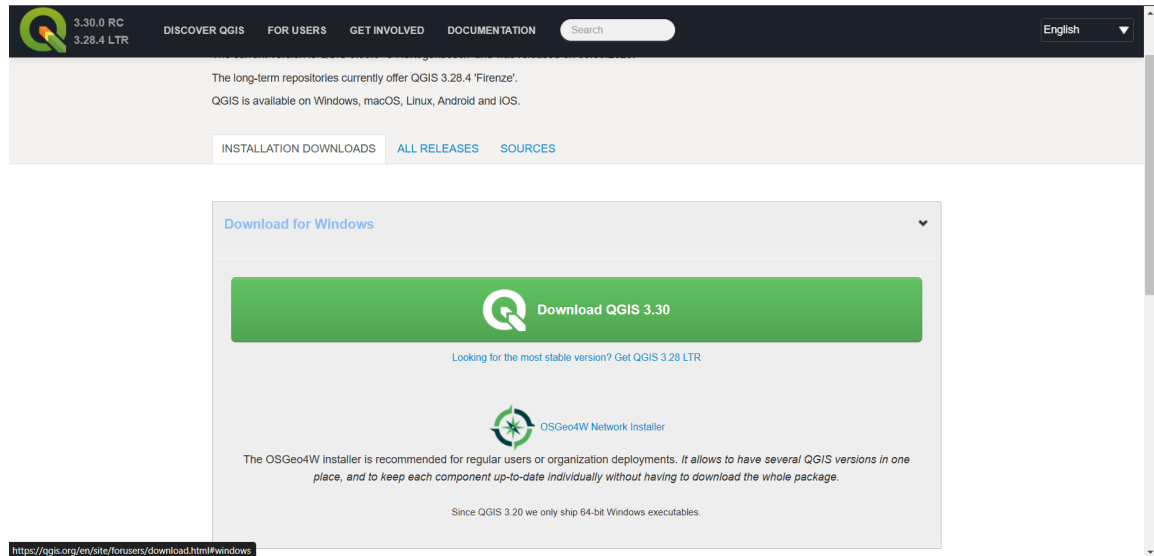 3.30.0 RC
3.28.4 LTR
DISCOVER QGIS
FOR USERS
GET INVOLVED
DOCUMENTATION
Search
English
The long-term repositories currently offer QGIS 3.28.4 'Firenze'.
QGIS is available on Windows, macOS, Linux, Android and iOS.
INSTALLATION DOWNLOADS
ALL RELEASES
SOURCES
Download for Windows
Download QGIS 3.30
Looking for the most stable version? Get QGIS 3.28 LTR
OSGeo4W Network Installer
The OSGeo4W installer is recommended for regular users or organization deployments. It allows to have several QGIS versions in one
place, and to keep each component up-to-date individually without having to download the whole package.
Since QGIS 3.20 we only ship 64-bit Windows executables.
https://qgis.org/en/site/forusers/download.html#windows